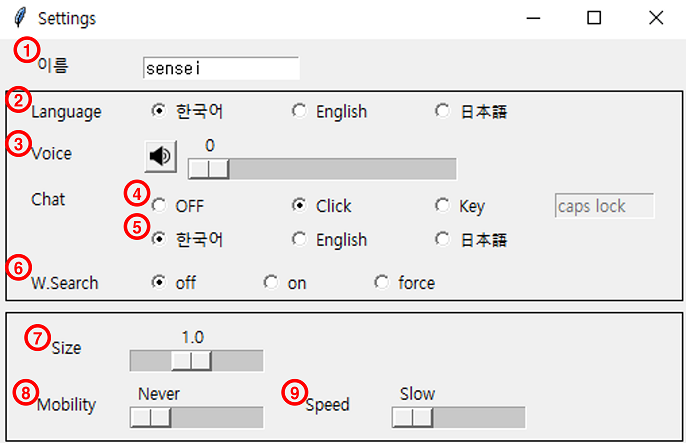 Settings
① 이름 sensei
② Language 한국어 English 日本語
③ Voice 0
Chat ④ OFF Click Key caps lock
⑤ 한국어 English 日本語
⑥ W.Search off on force
⑦ Size 1.0
⑧ Mobility Never ⑨ Speed Slow